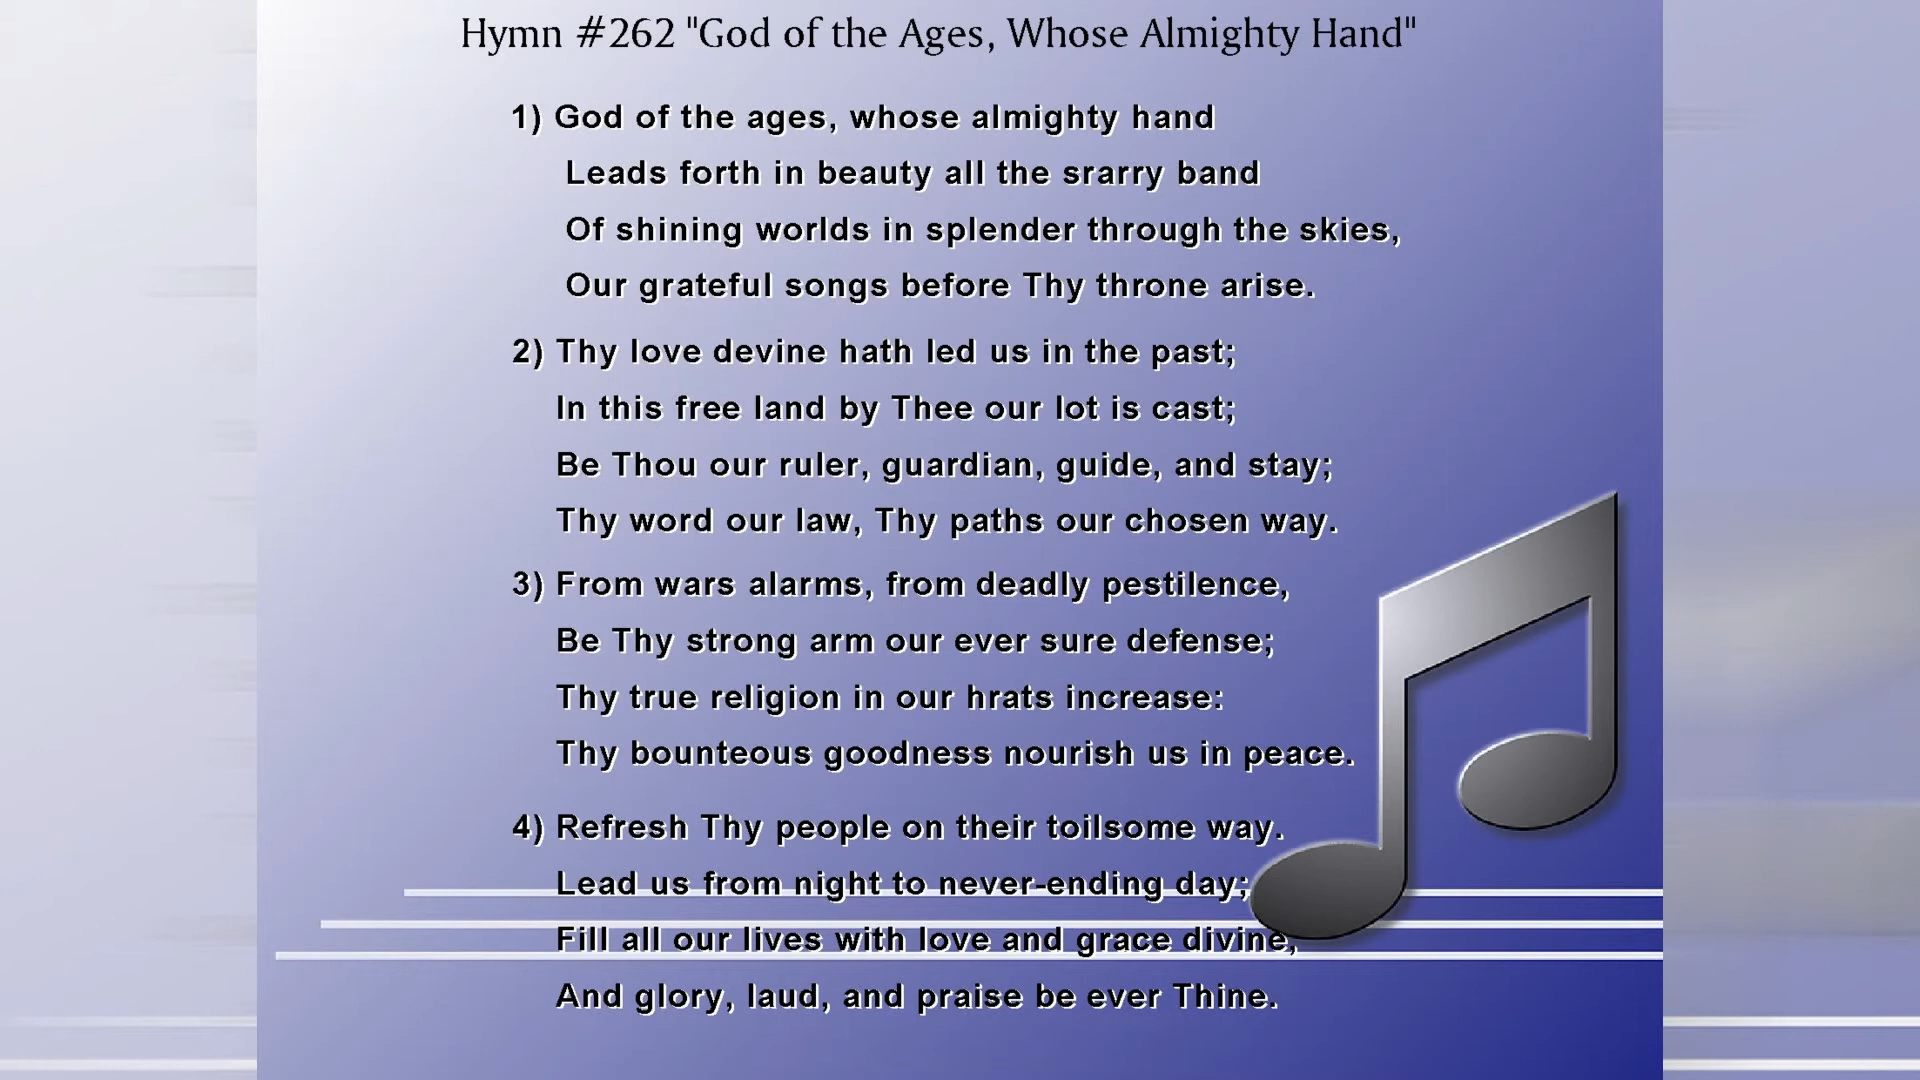 Hymn #262 "God of the Ages, Whose Almighty Hand"
1) God of the ages, whose almighty hand
Leads forth in beauty all the srarry band
Of shining worlds in splender through the skies,
Our grateful songs before Thy throne arise.
2) Thy love devine hath led us in the past;
In this free land by Thee our lot is cast;
Be Thou our ruler, guardian, guide, and stay;
Thy word our law, Thy paths our chosen way.
3) From wars alarms, from deadly pestilence,
Be Thy strong arm our ever sure defense;
Thy true religion in our hrats increase:
Thy bounteous goodness nourish us in peace.
4) Refresh Thy people on their toilsome way.
Lead us from night to never-ending day;
Fill all our lives with love and grace divine,
And glory, laud, and praise be ever Thine.